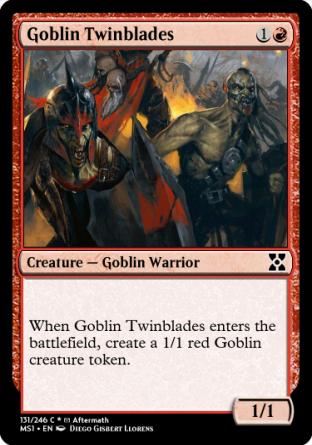 Goblin Twinblades 1
Creature — Goblin Warrior
When Goblin Twinblades enters the
battlefield, create a 1/1 red Goblin
creature token.
1/1
131/246 C * Aftermath
MS1 • EN DIEGO GISBERT LLORENS